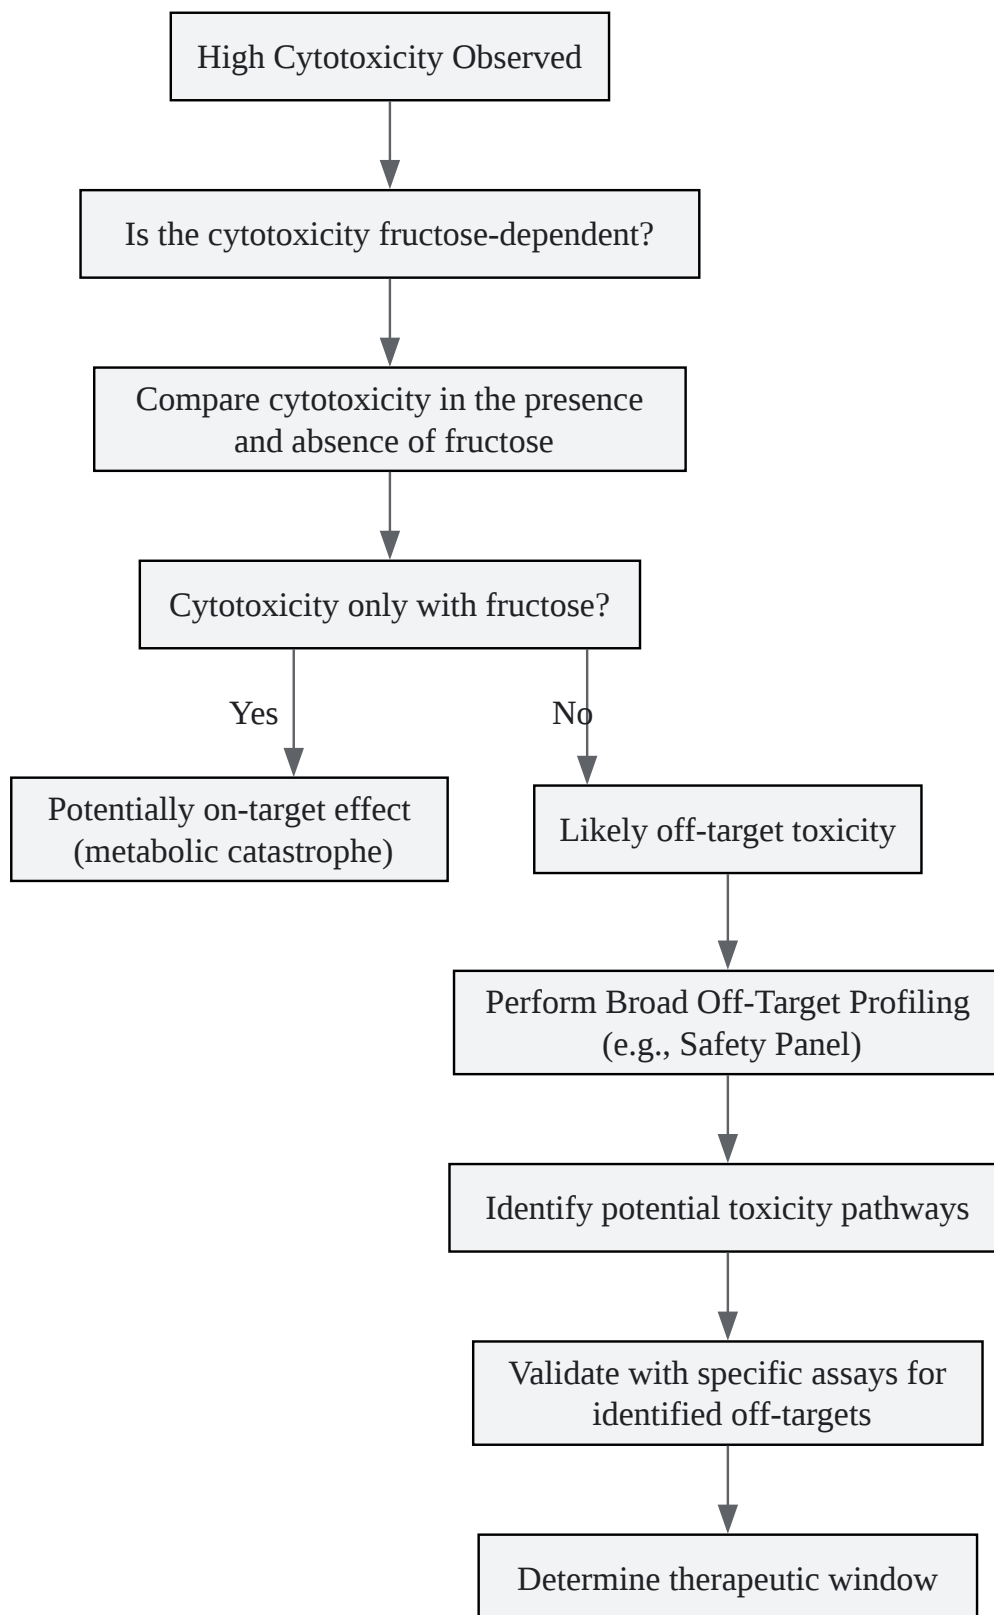 High Cytotoxicity Observed
Is the cytotoxicity fructose-dependent?
Compare cytotoxicity in the presence
and absence of fructose
Cytotoxicity only with fructose?
Yes
No
Potentially on-target effect
(metabolic catastrophe)
Likely off-target toxicity
Perform Broad Off-Target Profiling
(e.g., Safety Panel)
Identify potential toxicity pathways
Validate with specific assays for
identified off-targets
Determine therapeutic window